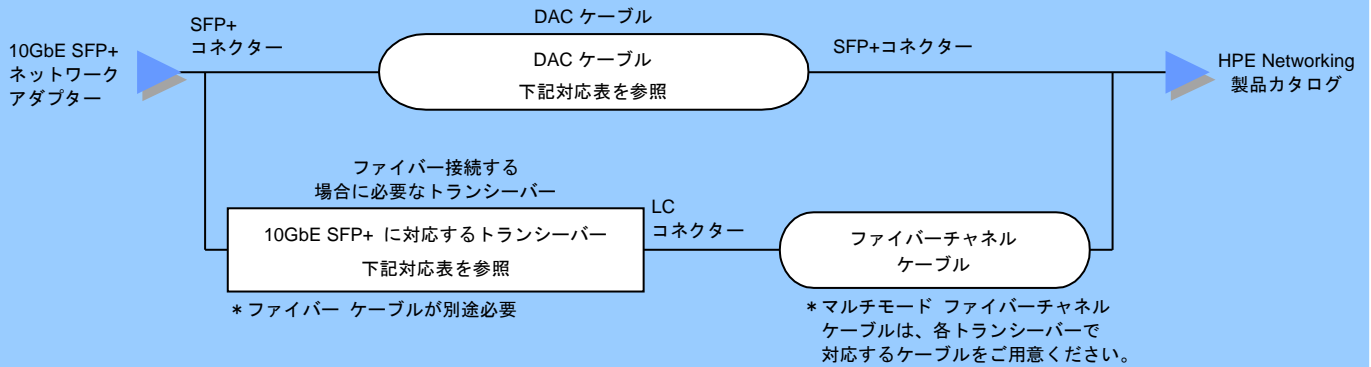 10GbE SFP+
ネットワーク
アダプター
SFP+
コネクター
DAC ケーブル
DAC ケーブル
下記対応表を参照
SFP+コネクター
HPE Networking
製品カタログ
ファイバー接続する
場合に必要なトランシーバー
10GbE SFP+ に対応するトランシーバー
下記対応表を参照
＊ファイバー ケーブルが別途必要
LC
コネクター
ファイバーチャネル
ケーブル
＊マルチモード ファイバーチャネル
ケーブルは、各トランシーバーで
対応するケーブルをご用意ください。